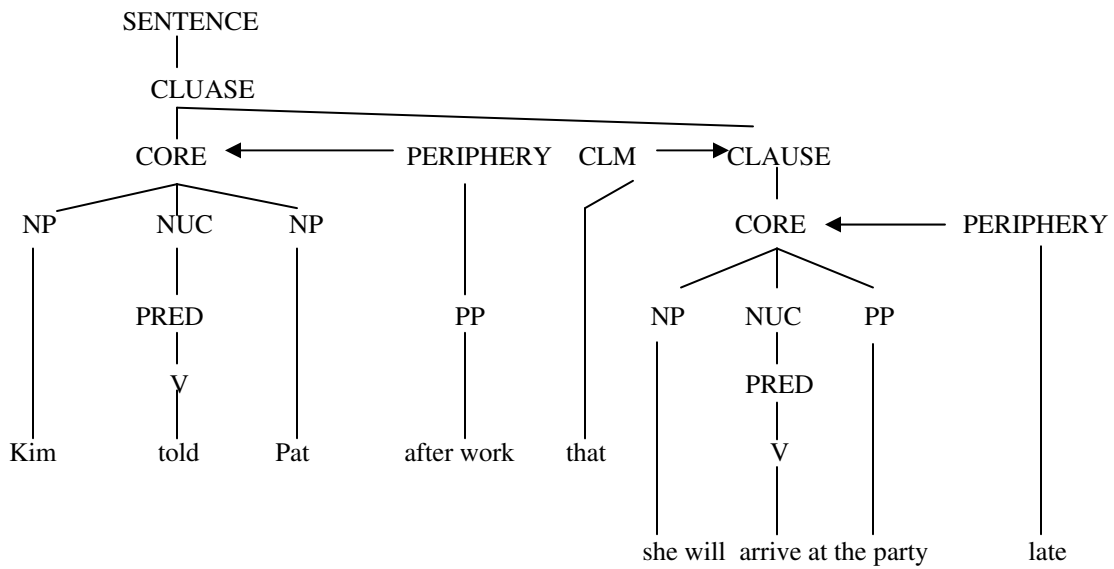 SENTENCE
CLUASE
CORE PERIPHERY CLM CLAUSE
NP NUC NP CORE PERIPHERY
PRED PP NP NUC PP
V PRED
Kim told Pat after work that V
she will arrive at the party late